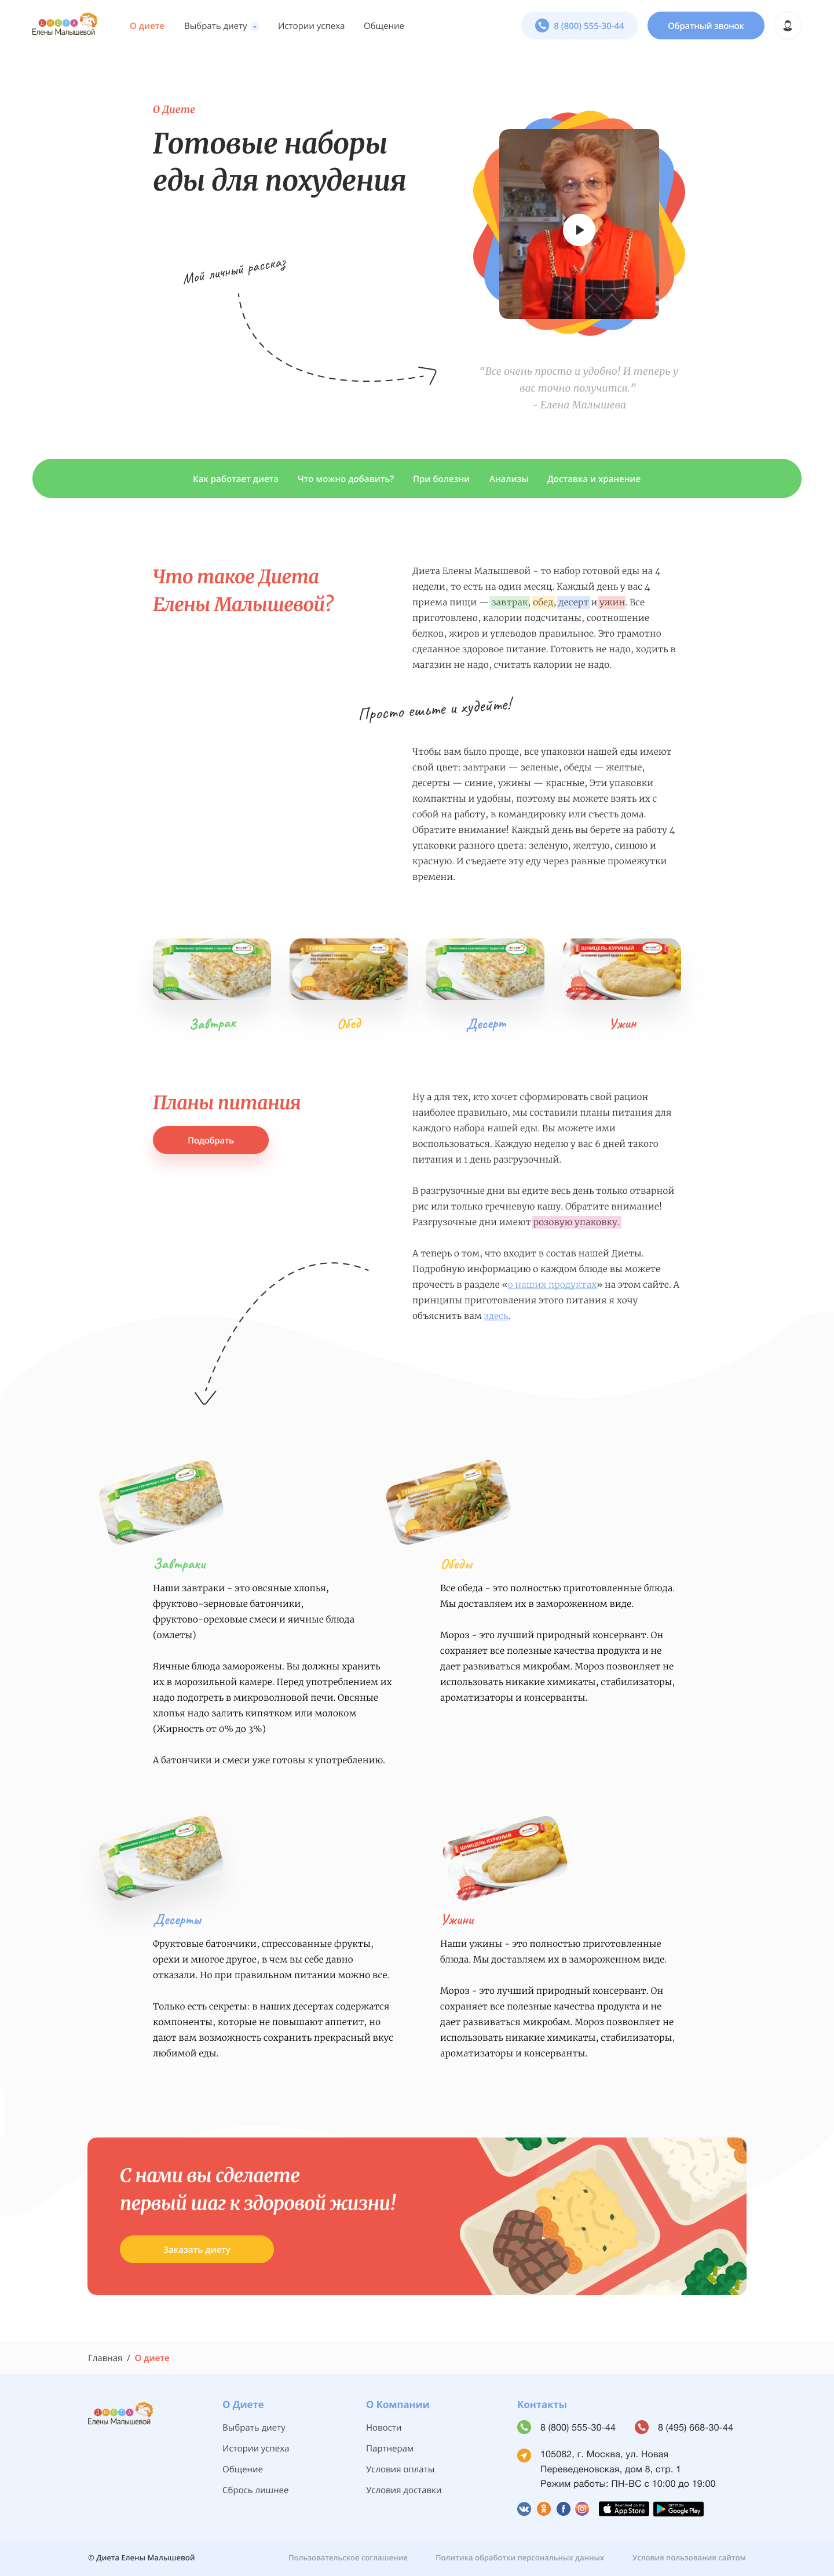 ДИЕТА
Елены Малышевой
О диете
Выбрать диету
Истории успеха
Общение
8 (800) 555-30-44
Обратный звонок
О Диете
Готовые наборы
еды для похудения
Мой личный рассказ
“Все очень просто и удобно! И теперь у
вас точно получится.”
- Елена Малышева
Как работает диета
Что можно добавить?
При болезни
Анализы
Доставка и хранение
Что такое Диета
Елены Малышевой?
Диета Елены Малышевой - то набор готовой еды на 4
недели, то есть на один месяц. Каждый день у вас 4
приема пищи — завтрак, обед, десерт и ужин. Все
приготовлено, калории подсчитаны, соотношение
белков, жиров и углеводов правильное. Это грамотно
сделанное здоровое питание. Готовить не надо, ходить в
магазин не надо, считать калории не надо.
Просто ешьте и худейте!
Чтобы вам было проще, все упаковки нашей еды имеют
свой цвет: завтраки — зеленые, обеды — желтые,
десерты — синие, ужины — красные, Эти упаковки
компактны и удобны, поэтому вы можете взять их с
собой на работу, в командировку или съесть дома.
Обратите внимание! Каждый день вы берете на работу 4
упаковки разного цвета: зеленую, желтую, синюю и
красную. И съедаете эту еду через равные промежутки
времени.
ГОРБУША
ШНИЦЕЛЬ КУРИНЫЙ
Завтрак
Обед
Десерт
Ужин
Планы питания
Подобрать
Ну а для тех, кто хочет сформировать свой рацион
наиболее правильно, мы составили планы питания для
каждого набора нашей еды. Вы можете ими
воспользоваться. Каждую неделю у вас 6 дней такого
питания и 1 день разгрузочный.
В разгрузочные дни вы едите весь день только отварной
рис или только гречневую кашу. Обратите внимание!
Разгрузочные дни имеют розовую упаковку.
А теперь о том, что входит в состав нашей Диеты.
Подробную информацию о каждом блюде вы можете
прочесть в разделе «о наших продуктах» на этом сайте. А
принципы приготовления этого питания я хочу
объяснить вам здесь.
Завтраки
Наши завтраки - это овсяные хлопья,
фруктово-зерновые батончики,
фруктово-ореховые смеси и яичные блюда
(омлеты)
Яичные блюда заморожены. Вы должны хранить
их в морозильной камере. Перед употреблением их
надо подогреть в микроволновой печи. Овсяные
хлопья надо залить кипятком или молоком
(Жирность от 0% до 3%)
А батончики и смеси уже готовы к употреблению.
Обеды
Все обеда - это полностью приготовленные блюда.
Мы доставляем их в замороженном виде.
Мороз - это лучший природный консервант. Он
сохраняет все полезные качества продукта и не
дает развиваться микробам. Мороз позволяет не
использовать никакие химикаты, стабилизаторы,
ароматизаторы и консерванты.
ШНИЦЕЛЬ КУРИНЫЙ
Десерты
Фруктовые батончики, спрессованные фрукты,
орехи и многое другое, в чем вы себе давно
отказали. Но при правильном питании можно все.
Только есть секреты: в наших десертах содержатся
компоненты, которые не повышают аппетит, но
дают вам возможность сохранить прекрасный вкус
любимой еды.
Ужини
Наши ужины - это полностью приготовленные
блюда. Мы доставляем их в замороженном виде.
Мороз - это лучший природный консервант. Он
сохраняет все полезные качества продукта и не
дает развиваться микробам. Мороз позволяет не
использовать никакие химикаты, стабилизаторы,
ароматизаторы и консерванты.
С нами вы сделаете
первый шаг к здоровой жизни!
Заказать диету
Главная / О диете
ДИЕТА
Елены Малышевой
О Диете
Выбрать диету
Истории успеха
Общение
Сбрось лишнее
О Компании
Новости
Партнерам
Условия оплаты
Условия доставки
Контакты
8 (800) 555-30-44
8 (495) 668-30-44
105082, г. Москва, ул. Новая
Переведеновская, дом 8, стр. 1
Режим работы: ПН-ВС с 10:00 до 19:00
Download on the
App Store
GET IT ON
Google Play
© Диета Елены Малышевой
Пользовательское соглашение
Политика обработки персональных данных
Условия пользования сайтом